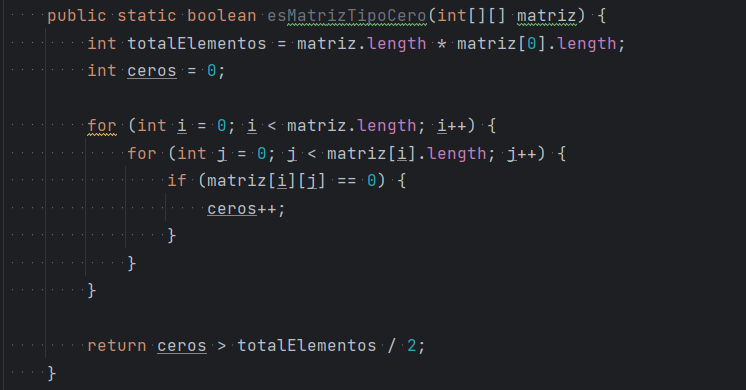 public static boolean esMatrizTipoCero(int[][] matriz) {
int totalElementos = matriz.length * matriz[0].length;
int ceros = 0;
for (int i = 0; i < matriz.length; i++) {
for (int j = 0; j < matriz[i].length; j++) {
if (matriz[i][j] == 0) {
ceros++;
}
}
}
return ceros > totalElementos / 2;
}